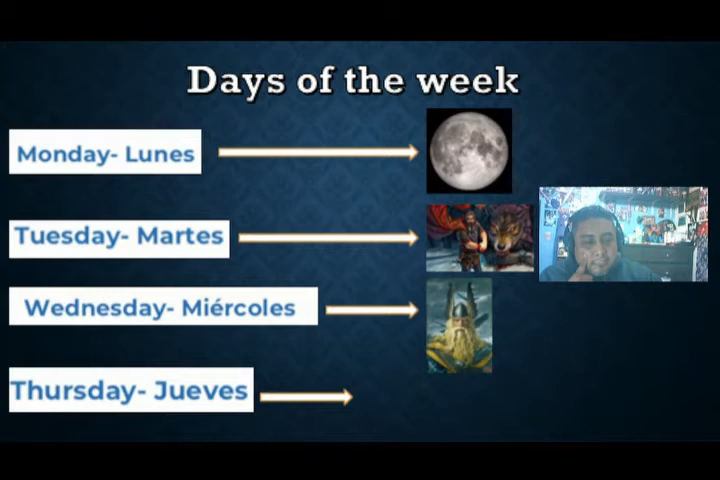 Days of the week
Monday- Lunes
Tuesday- Martes
Wednesday- Miércoles
Thursday- Jueves